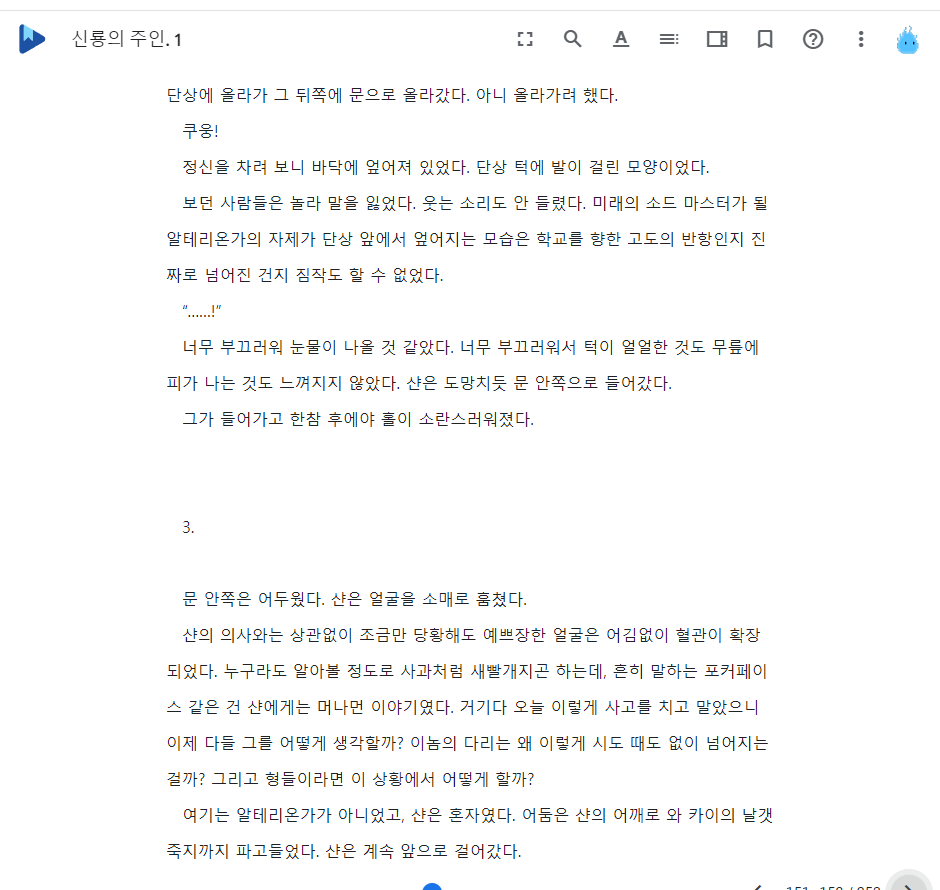 신룡의 주인. 1
단상에 올라가 그 뒤쪽에 문으로 올라갔다. 아니 올라가려 했다.
쿠웅!
정신을 차려 보니 바닥에 엎어져 있었다. 단상 턱에 발이 걸린 모양이었다.
보던 사람들은 놀라 말을 잃었다. 웃는 소리도 안 들렸다. 미래의 소드 마스터가 될
알테리온가의 자제가 단상 앞에서 엎어지는 모습은 학교를 향한 고도의 반항인지 진
짜로 넘어진 건지 짐작도 할 수 없었다.
“......!”
너무 부끄러워 눈물이 나올 것 같았다. 너무 부끄러워서 턱이 얼얼한 것도 무릎에
피가 나는 것도 느껴지지 않았다. 샨은 도망치듯 문 안쪽으로 들어갔다.
그가 들어가고 한참 후에야 홀이 소란스러워졌다.
3.
문 안쪽은 어두웠다. 샨은 얼굴을 소매로 훔쳤다.
샨의 의사와는 상관없이 조금만 당황해도 예쁘장한 얼굴은 어김없이 혈관이 확장
되었다. 누구라도 알아볼 정도로 사과처럼 새빨개지곤 하는데, 흔히 말하는 포커페이
스 같은 건 샨에게는 머나먼 이야기였다. 거기다 오늘 이렇게 사고를 치고 말았으니
이제 다들 그를 어떻게 생각할까? 이놈의 다리는 왜 이렇게 시도 때도 없이 넘어지는
걸까? 그리고 형들이라면 이 상황에서 어떻게 할까?
여기는 알테리온가가 아니었고, 샨은 혼자였다. 어둠은 샨의 어깨로 와 카이의 날갯
죽지까지 파고들었다. 샨은 계속 앞으로 걸어갔다.